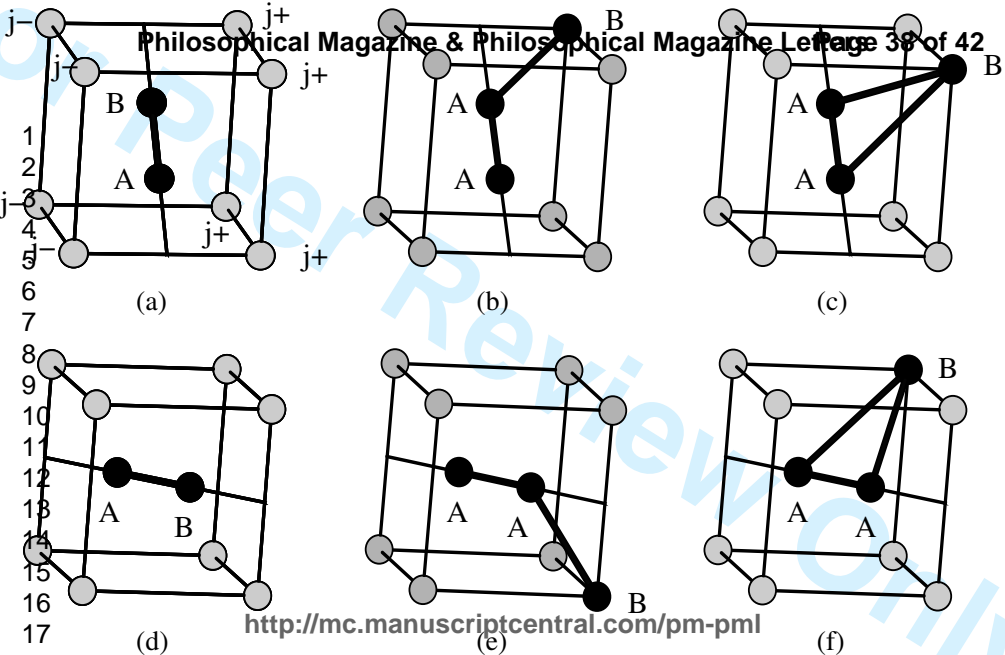 j− j+ B
Philosophical Magazine & Philosophical Magazine Letters Page 38 of 42
j− j+ B
B A A
1
2 A A A
3
j−
4 j+
5 j− j+
6 (a) (b) (c)
7
8 B
9
10
11
12
13 A B A A A A
14
15
16 B
http://mc.manuscriptcentral.com/pm-pml
17 (d) (e) (f)
For Peer Review Only